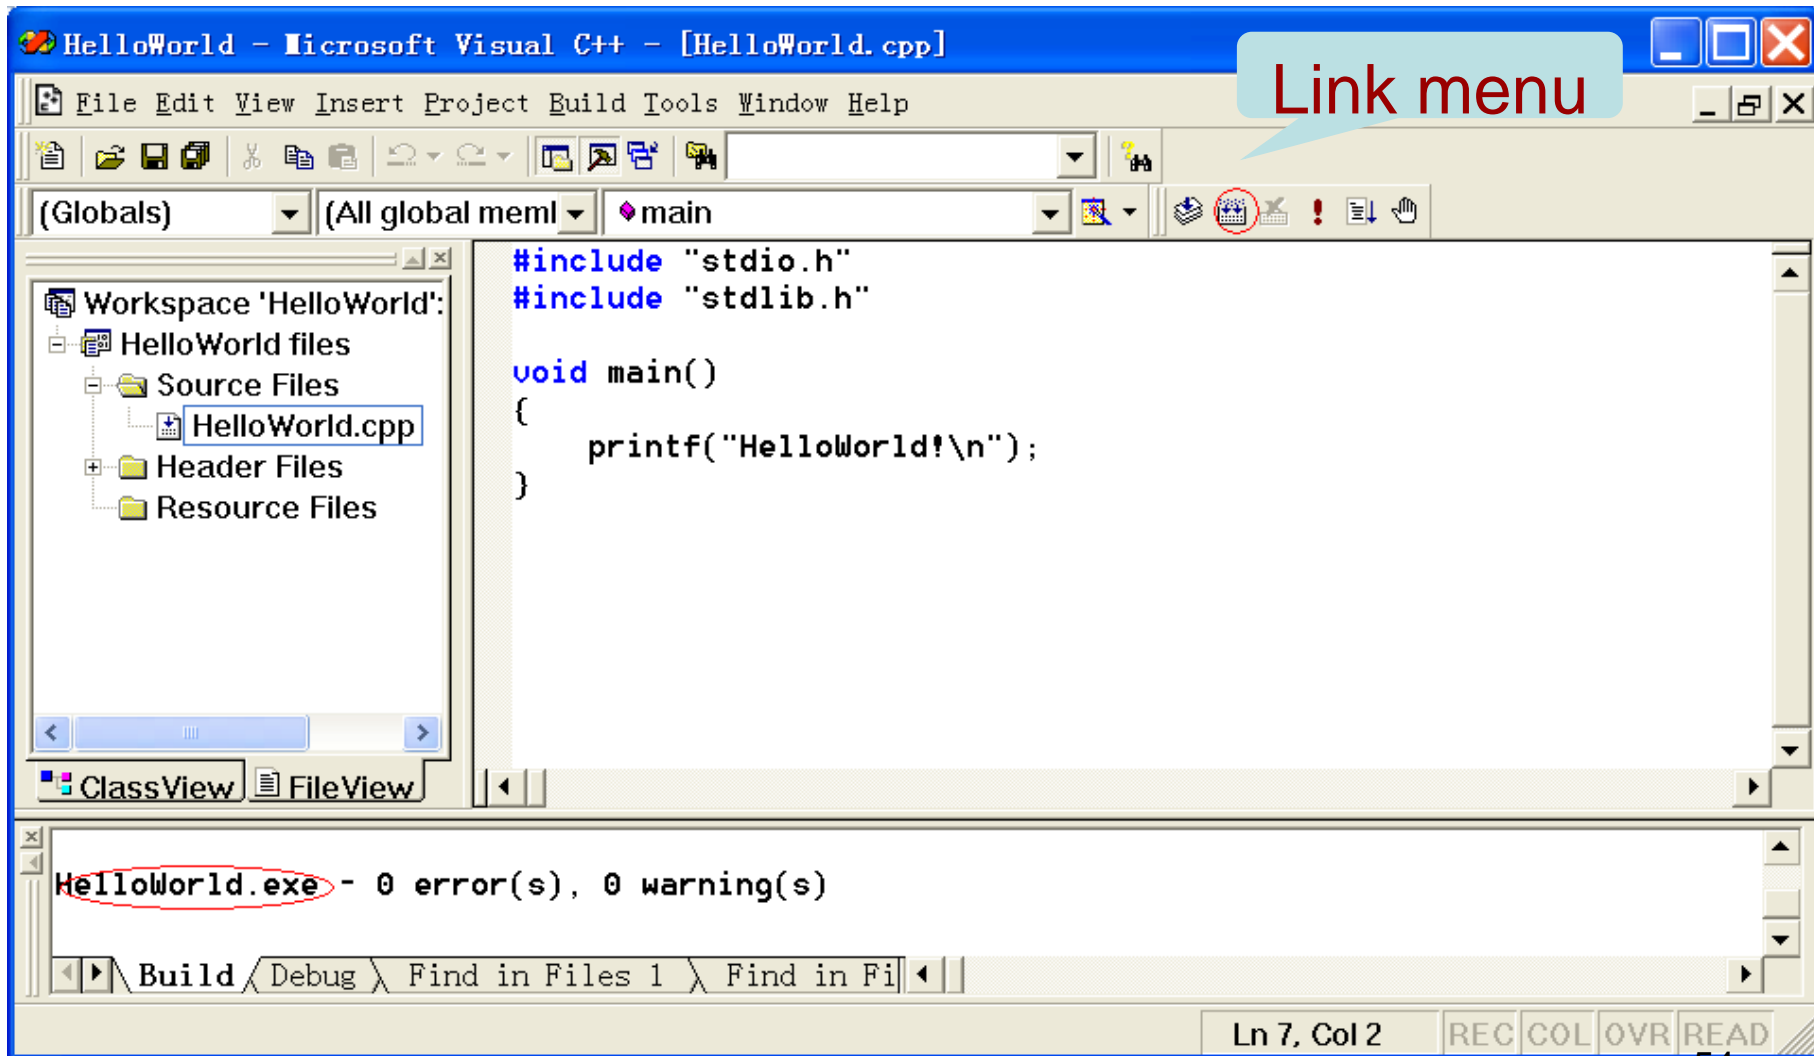 HelloWorld - Microsoft Visual C++ - [HelloWorld.cpp]
Link menu
File Edit View Insert Project Build Tools Window Help
(Globals) (All global meml main
Workspace 'HelloWorld':
HelloWorld files
Source Files
HelloWorld.cpp
Header Files
Resource Files
ClassView FileView
#include "stdio.h"
#include "stdlib.h"
void main()
{
printf("HelloWorld!\n");
}
HelloWorld.exe - 0 error(s), 0 warning(s)
Build Debug Find in Files 1 Find in Fi
Ln 7, Col 2 REC COL OVR READ